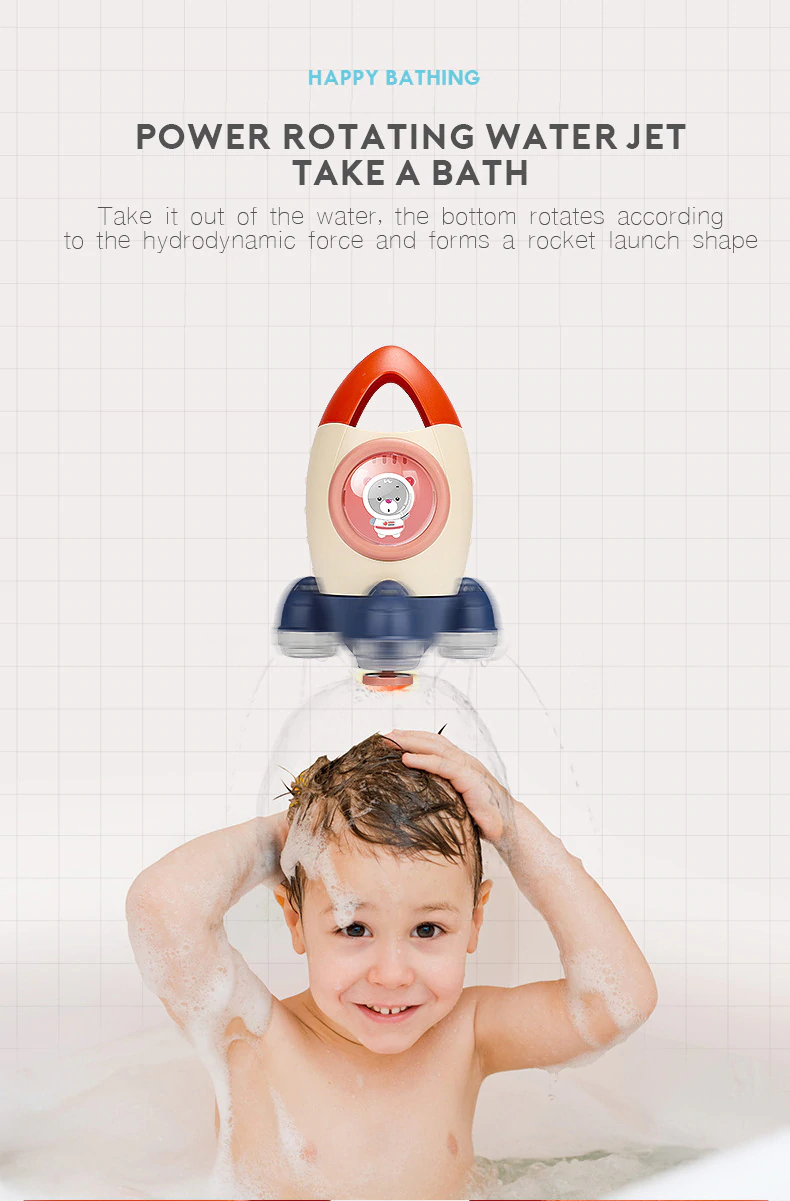 HAPPY BATHING
POWER ROTATING WATER JET
TAKE A BATH
Take it out of the water, the bottom rotates according
to the hydrodynamic force and forms a rocket launch shape